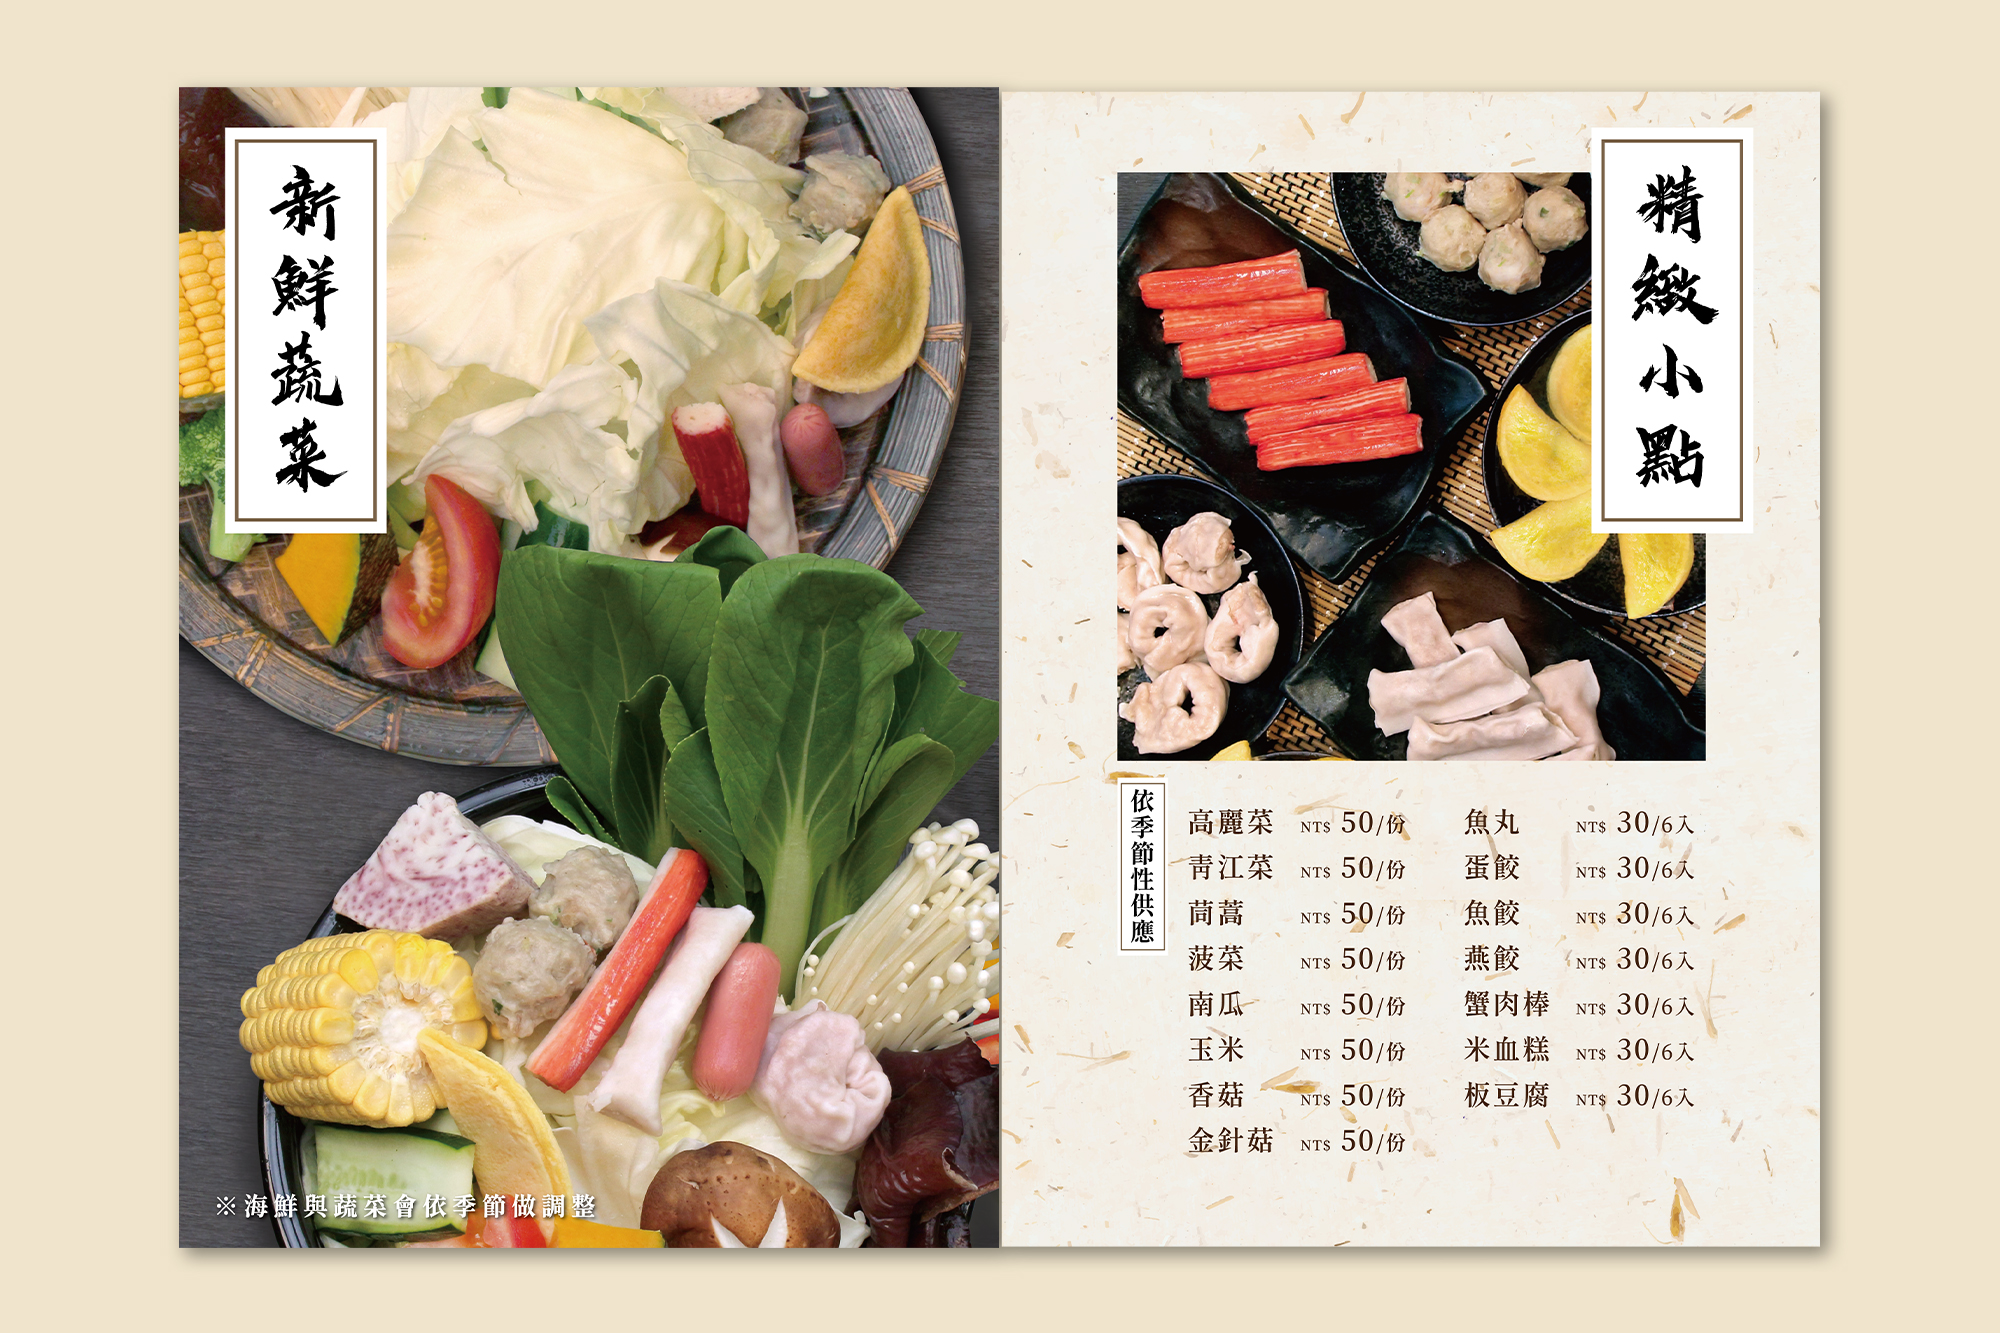 新鮮蔬菜
※海鮮與蔬菜會依季節做調整
精緻小點
依季節性供應
高麗菜 NT$ 50/份
青江菜 NT$ 50/份
茼蒿 NT$ 50/份
菠菜 NT$ 50/份
南瓜 NT$ 50/份
玉米 NT$ 50/份
香菇 NT$ 50/份
金針菇 NT$ 50/份
魚丸 NT$ 30/6入
蛋餃 NT$ 30/6入
魚餃 NT$ 30/6入
燕餃 NT$ 30/6入
蟹肉棒 NT$ 30/6入
米血糕 NT$ 30/6入
板豆腐 NT$ 30/6入